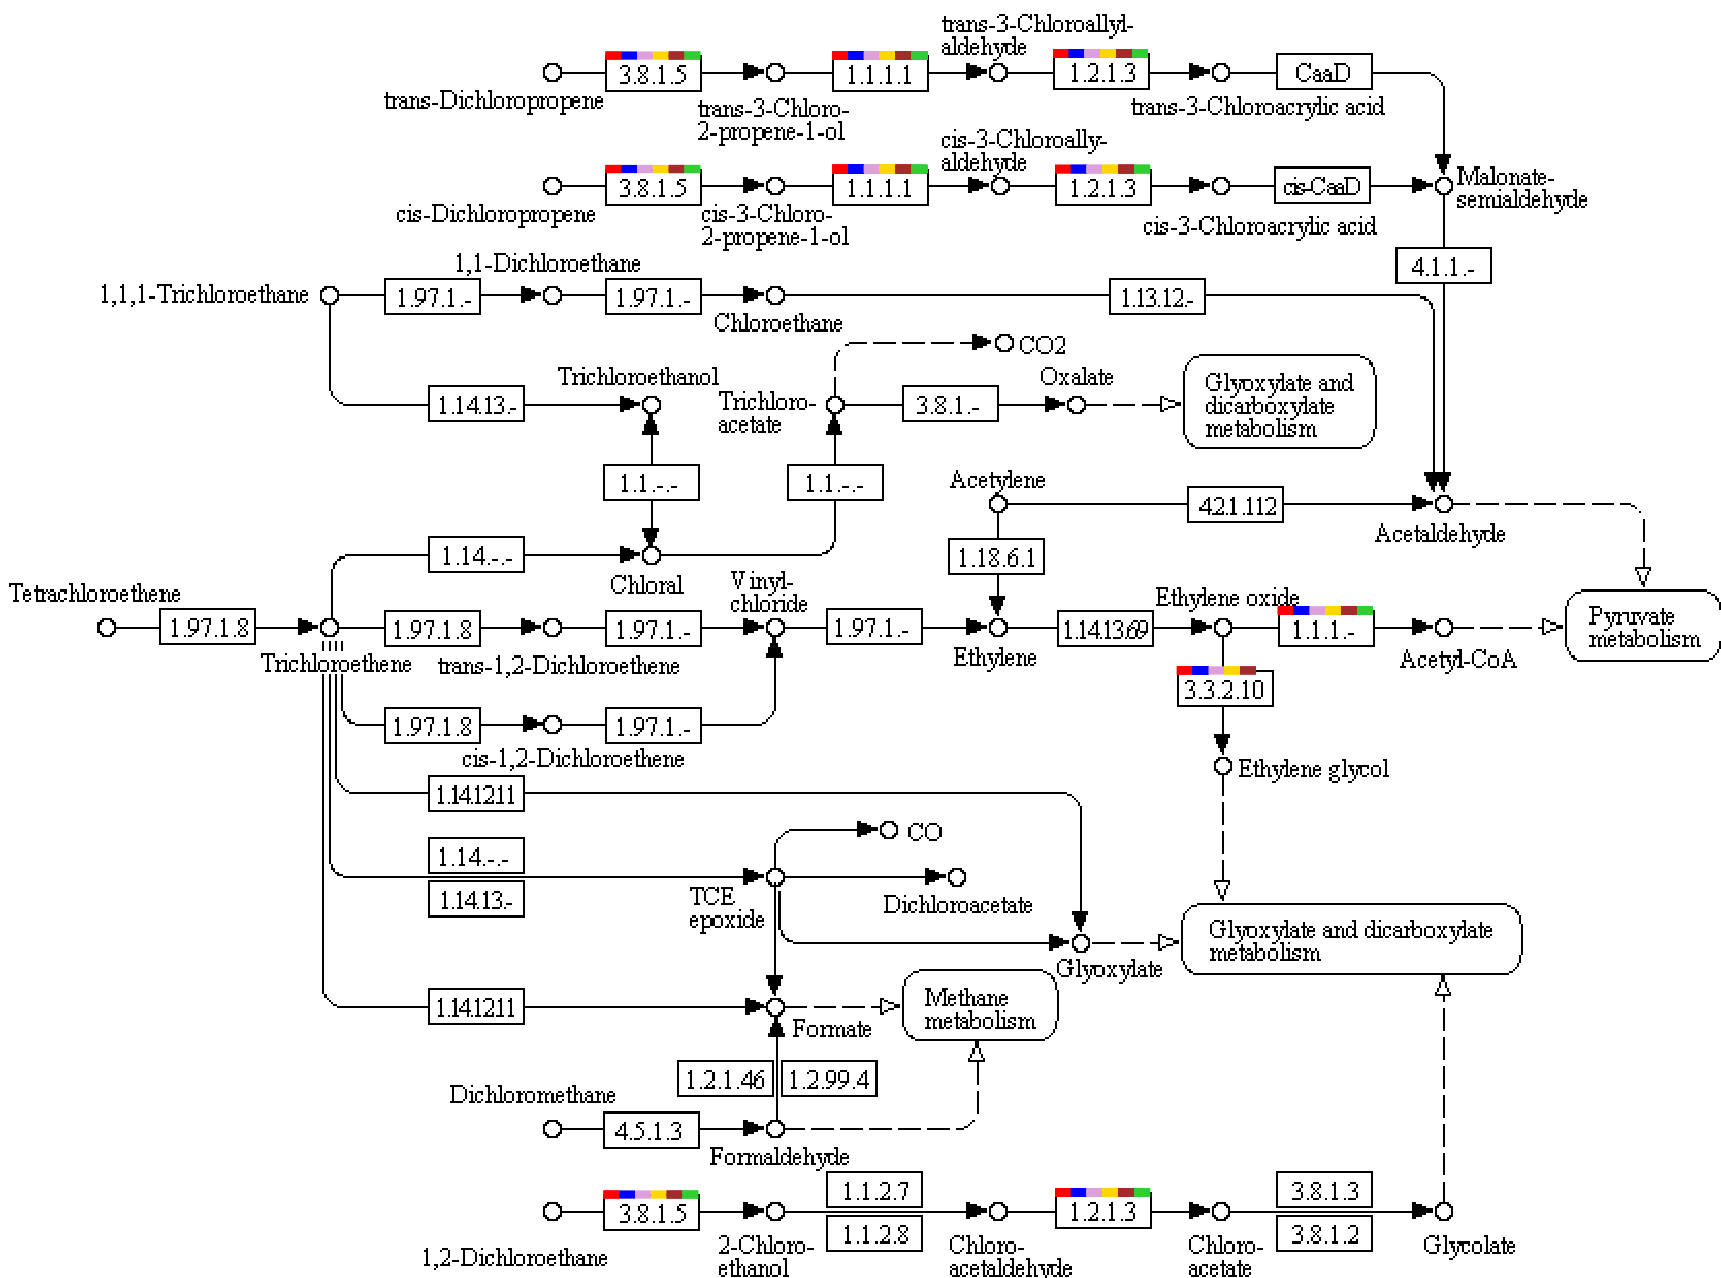 trans-3-Chloroallyl-
aldehyde
3.8.1.5
1.1.1.1
1.2.1.3
CaaD
trans-Dichloropropene
trans-3-Chloro-
2-propene-1-ol
trans-3-Chloroacrylic acid
cis-3-Chloroally-
aldehyde
3.8.1.5
1.1.1.1
1.2.1.3
cis-CaaD
Malonate-
semialdehyde
cis-Dichloropropene
cis-3-Chloro-
2-propene-1-ol
cis-3-Chloroacrylic acid
4.1.1.-
1,1-Dichloroethane
1,1,1-Trichloroethane
1.97.1.-
1.97.1.-
1.13.12.-
Chloroethane
CO2
Trichloroethanol
Oxalate
1.14.13.-
Trichloro-
acetate
3.8.1.-
Glyoxylate and
dicarboxylate
metabolism
1.1.-.-
1.1.-.-
Acetylene
4.2.1.112
Acetaldehyde
1.14.-.-
Chloral
1.18.6.1
Tetrachloroethene
Vinyl-
chloride
Ethylene oxide
1.97.1.8
1.97.1.8
1.97.1.-
1.97.1.-
1.14.13.69
1.1.1.-
Pyruvate
metabolism
Trichloroethene
trans-1,2-Dichloroethene
Ethylene
Acetyl-CoA
3.3.2.10
1.97.1.8
1.97.1.-
cis-1,2-Dichloroethene
Ethylene glycol
1.14.12.11
CO
1.14.-.-
1.14.13.-
TCE
epoxide
Dichloroacetate
Glyoxylate
Glyoxylate and dicarboxylate
metabolism
1.14.12.11
Formate
Methane
metabolism
1.2.1.46
1.2.99.4
Dichloromethane
4.5.1.3
Formaldehyde
3.8.1.5
1.1.2.7
1.1.2.8
1.2.1.3
3.8.1.3
3.8.1.2
1,2-Dichloroethane
2-Chloro-
ethanol
Chloro-
acetaldehyde
Chloro-
acetate
Glycolate